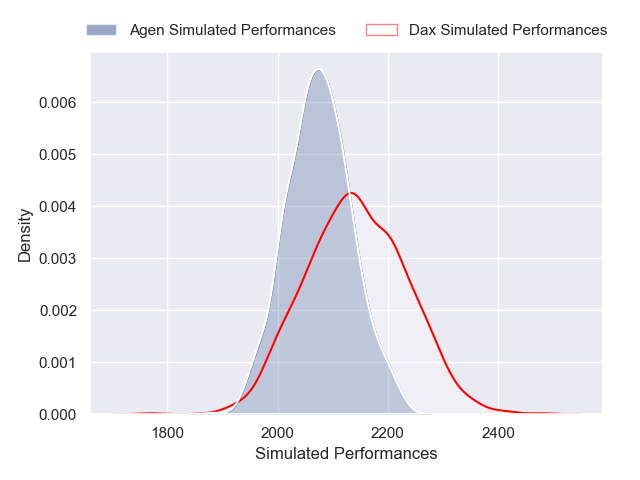 Agen Simulated Performances
Dax Simulated Performances
0.006
0.005
0.004
0.003
0.002
0.001
0.000
Density
1800
2000
2200
2400
Simulated Performances